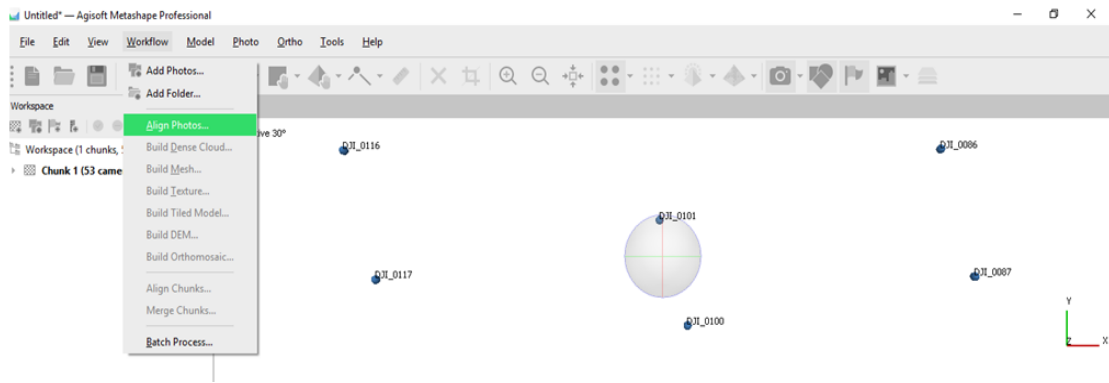 Untitled* — Agisoft Metashape Professional
File Edit View Workflow Model Photo Ortho Tools Help
Add Photos...
Add Folder...
Workspace
Align Photos...
30°
Workspace (1 chunks,
Build Dense Cloud...
Chunk 1 (53 came
Build Mesh...
Build Texture...
Build Tiled Model...
Build DEM...
Build Orthomosaic...
Align Chunks...
Merge Chunks...
Batch Process...
DJI_0116
DJI_0086
DJI_0101
DJI_0117
DJI_0087
DJI_0100
Y
Z X